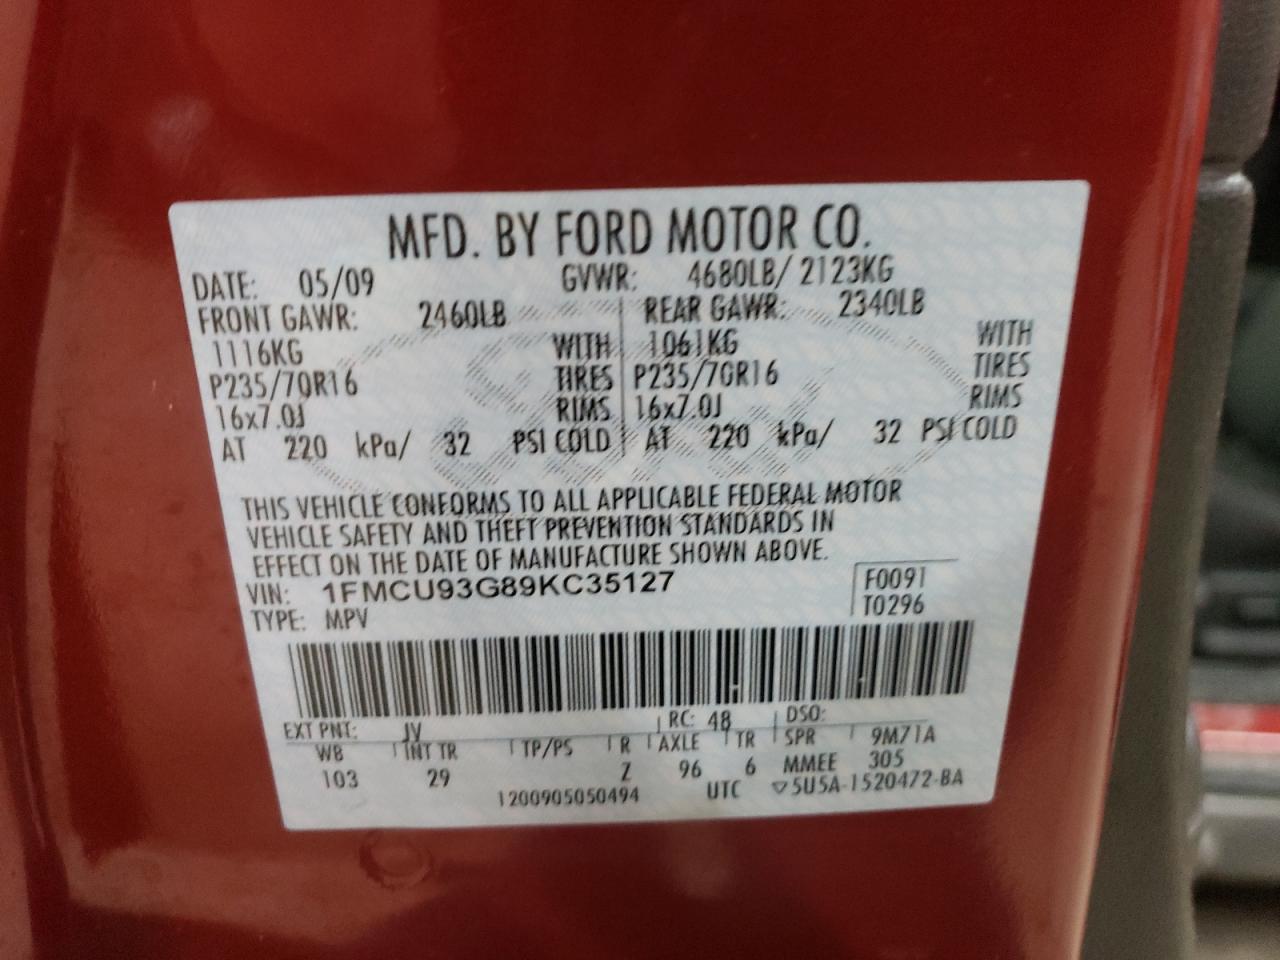 MFD. BY FORD MOTOR CO.
DATE: 05/09 GVWR: 4680LB/ 2123KG
FRONT GAWR: 2460LB REAR GAWR: 2340LB
1116KG WITH 1061KG WITH
P235/70R16 TIRES P235/70R16 TIRES
16x7.0J RIMS 16x7.0J RIMS
AT 220 kPa/ 32 PSI COLD AT 220 kPa/ 32 PSI COLD
THIS VEHICLE CONFORMS TO ALL APPLICABLE FEDERAL MOTOR
VEHICLE SAFETY AND THEFT PREVENTION STANDARDS IN
EFFECT ON THE DATE OF MANUFACTURE SHOWN ABOVE.
VIN: 1FMCU93G89KC35127 F0091
TYPE: MPV T0296
EXT PNT: JV RC: 48 DSO:
WB INT TR TP/PS R AXLE TR SPR 9M71A
103 29 Z 96 6 MMEE 305
1200905050494 UTC ▽5U5A-1520472-BA